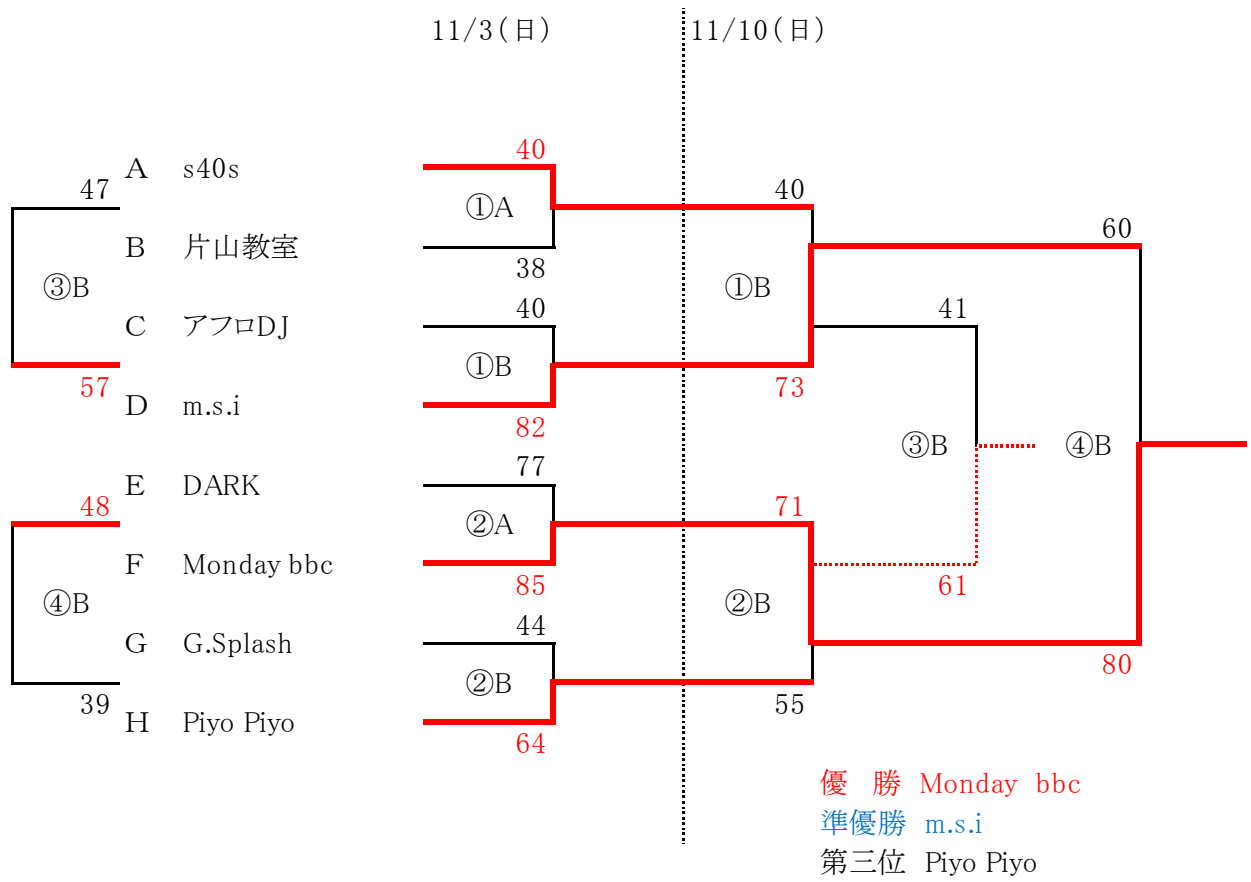 11/3(日)
11/10(日)
40
A s40s
47
①A
40
60
B 片山教室
38
③B
①B
40
41
C アフロDJ
①B
57
73
D m.s.i
82
③B
④B
77
E DARK
48
71
②A
F Monday bbc
85
61
④B
②B
44
G G.Splash
80
②B
39
55
H Piyo Piyo
64
優 勝 Monday bbc
準優勝 m.s.i
第三位 Piyo Piyo